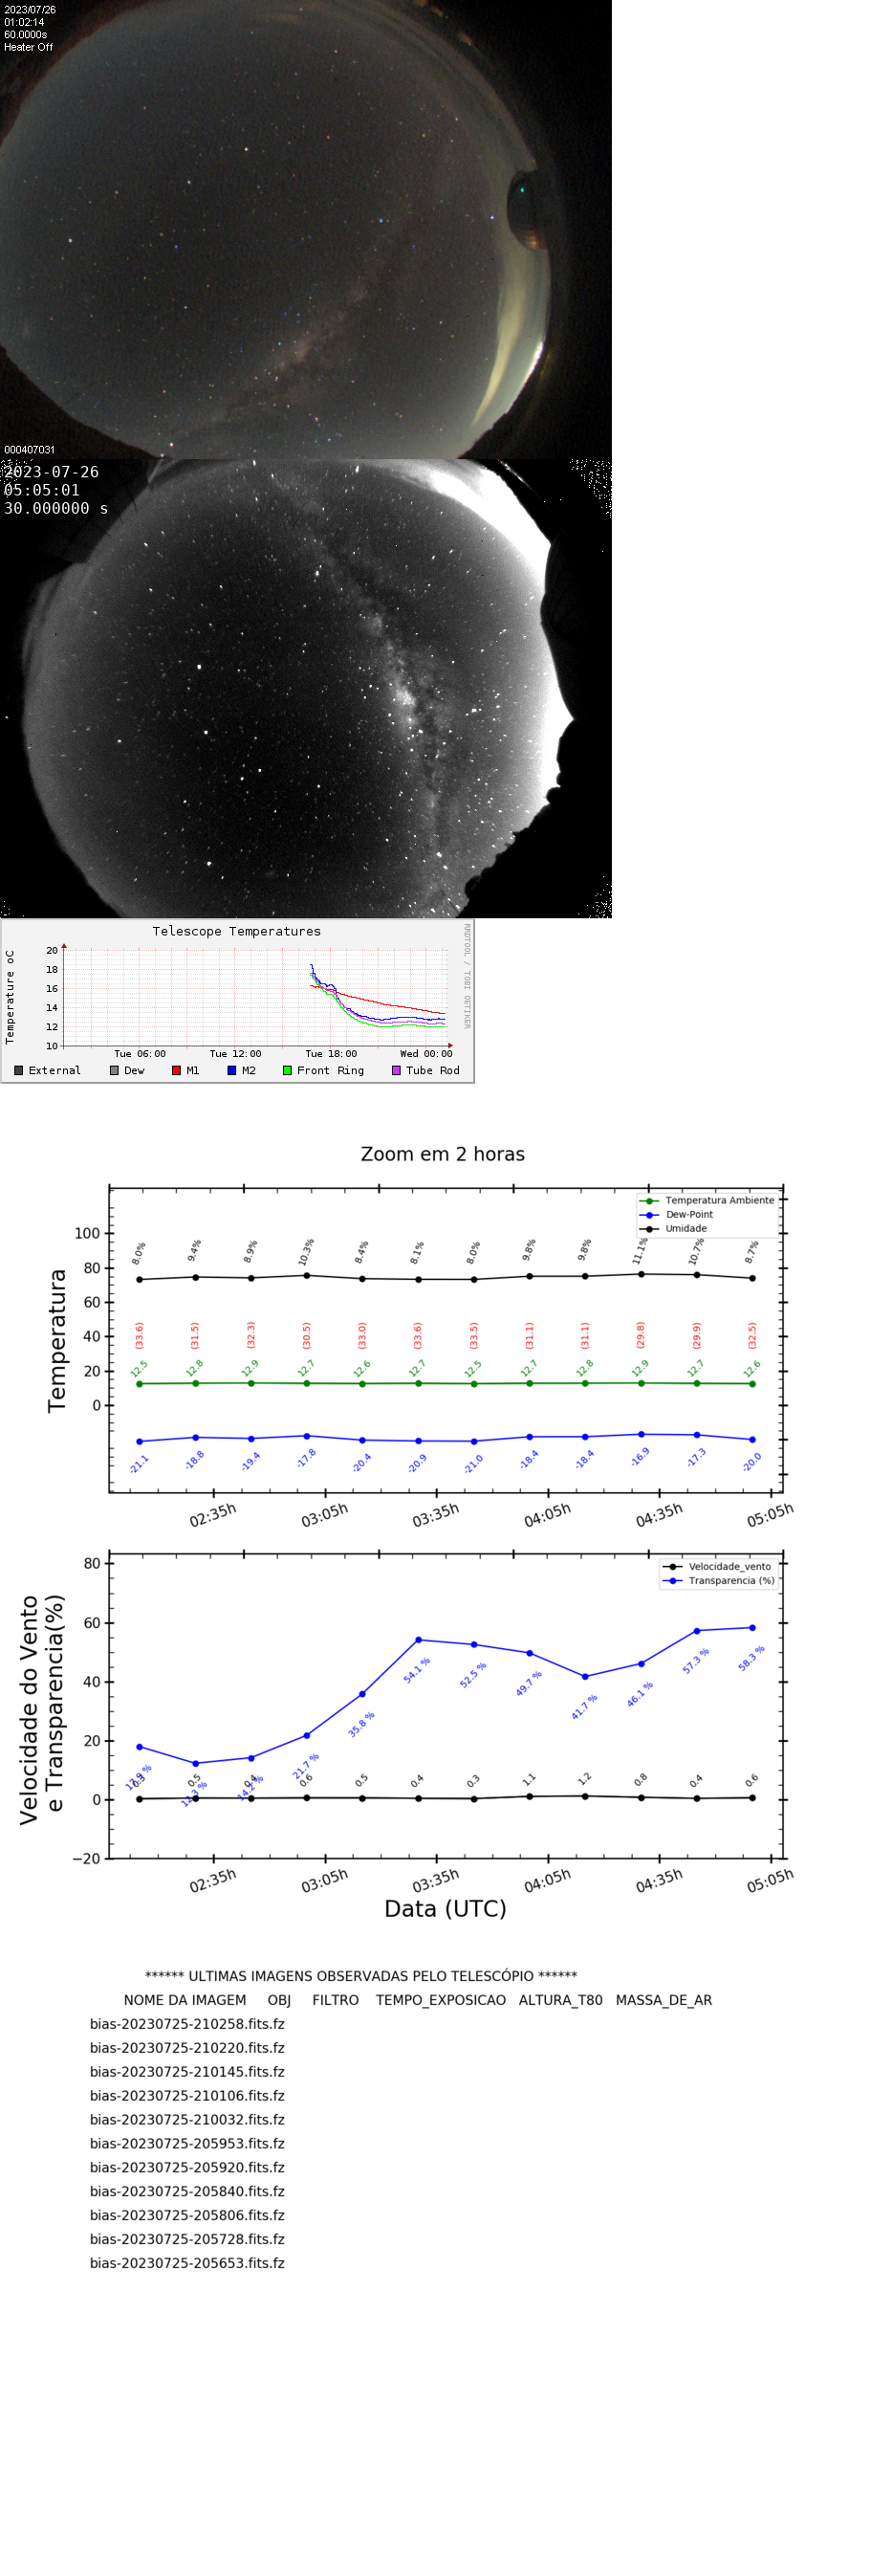 2023/07/26
01:02:14
60.0000s
Heater Off
000407031
2023-07-26
05:05:01
30.000000 s
Telescope Temperatures
RRDTOOL / TOBI OETIKER
Temperature oC
20
18
16
14
12
10
Tue 06:00 Tue 12:00 Tue 18:00 Wed 00:00
External Dew M1 M2 Front Ring Tube Rod
Zoom em 2 horas
Temperatura Ambiente
Dew-Point
Umidade
Temperatura
100
80
60
40
20
0
8.0% 9.4% 8.9% 10.3% 8.4% 8.1% 8.0% 9.8% 9.8% 11.1% 10.7% 8.7%
(33.6) (31.5) (32.3) (30.5) (33.0) (33.6) (33.5) (31.1) (31.1) (29.8) (29.9) (32.5)
12.5 12.8 12.9 12.7 12.6 12.7 12.5 12.7 12.8 12.9 12.7 12.6
-21.1 -18.8 -19.4 -17.8 -20.4 -20.9 -21.0 -18.4 -18.4 -16.9 -17.3 -20.0
02:35h 03:05h 03:35h 04:05h 04:35h 05:05h
Velocidade_vento
Transparencia (%)
Velocidade do Vento
e Transparencia(%)
80
60
40
20
0
−20
12.3 % 14.2 % 21.7 % 35.8 % 54.1 % 52.5 % 49.7 % 41.7 % 46.1 % 57.3 % 58.3 %
0.5 0.4 0.6 0.5 0.4 0.3 1.1 1.2 0.8 0.4 0.6
02:35h 03:05h 03:35h 04:05h 04:35h 05:05h
Data (UTC)
****** ULTIMAS IMAGENS OBSERVADAS PELO TELESCÓPIO ******
NOME DA IMAGEM OBJ FILTRO TEMPO_EXPOSICAO ALTURA_T80 MASSA_DE_AR
bias-20230725-210258.fits.fz
bias-20230725-210220.fits.fz
bias-20230725-210145.fits.fz
bias-20230725-210106.fits.fz
bias-20230725-210032.fits.fz
bias-20230725-205953.fits.fz
bias-20230725-205920.fits.fz
bias-20230725-205840.fits.fz
bias-20230725-205806.fits.fz
bias-20230725-205728.fits.fz
bias-20230725-205653.fits.fz